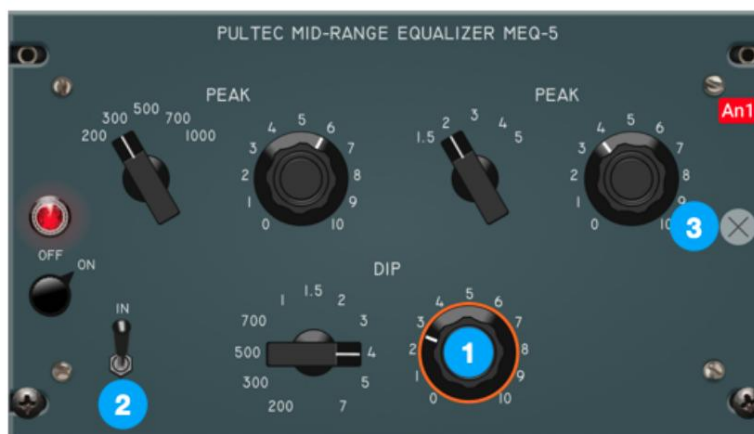 PULTEC MID-RANGE EQUALIZER MEQ-5
PEAK
200 300 500 700 1000
0 1 2 3 4 5 6 7 8 9 10
PEAK
1.5 2 3 4 5
0 1 2 3 4 5 6 7 8 9 10
An1
3
OFF
ON
IN
2
DIP
200 300 500 700 1 1.5 2 3 4 5 7
0 1 2 3 4 5 6 7 8 9 10
1